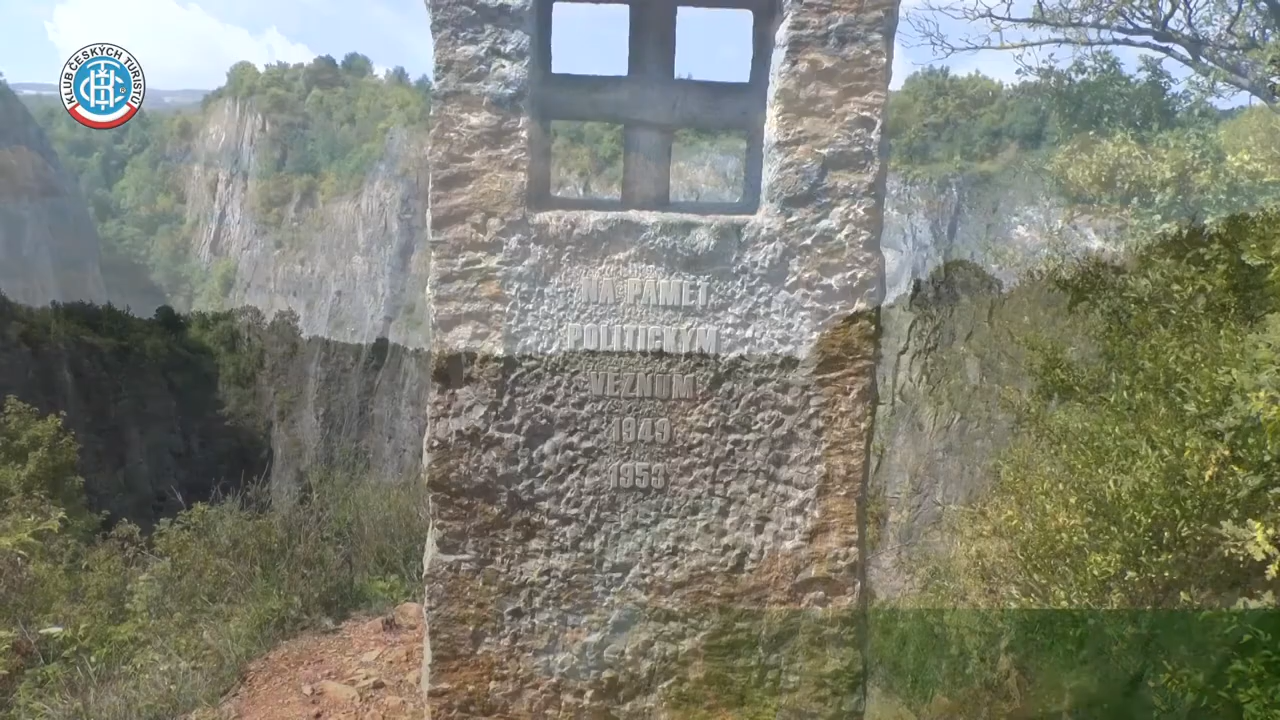 KLUB ČESKÝCH TURISTŮ
NA PAMĚŤ
POLITICKÝM
VĚZŇŮM
1949
1953